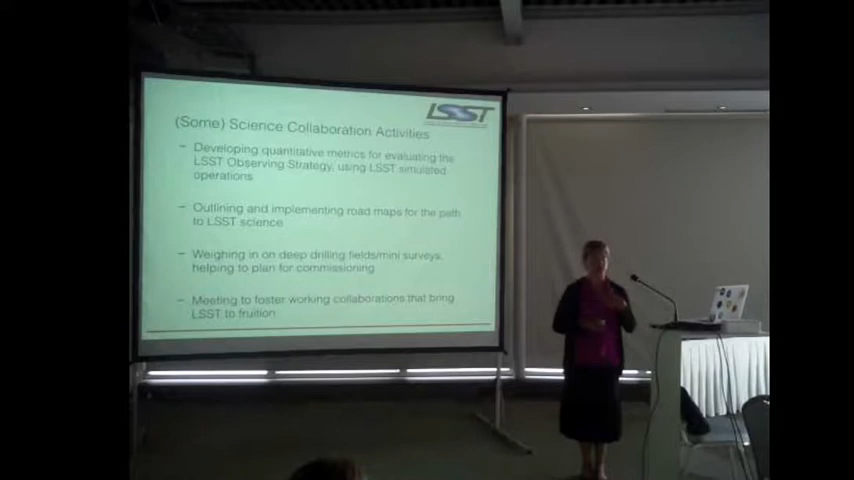 LSST
(Some) Science Collaboration Activities
– Developing quantitative metrics for evaluating the
LSST Observing Strategy, using LSST simulated
operations
– Outlining and implementing road maps for the path
to LSST science
– Weighing in on deep drilling fields/mini surveys,
helping to plan for commissioning
– Meeting to foster working collaborations that bring
LSST to fruition